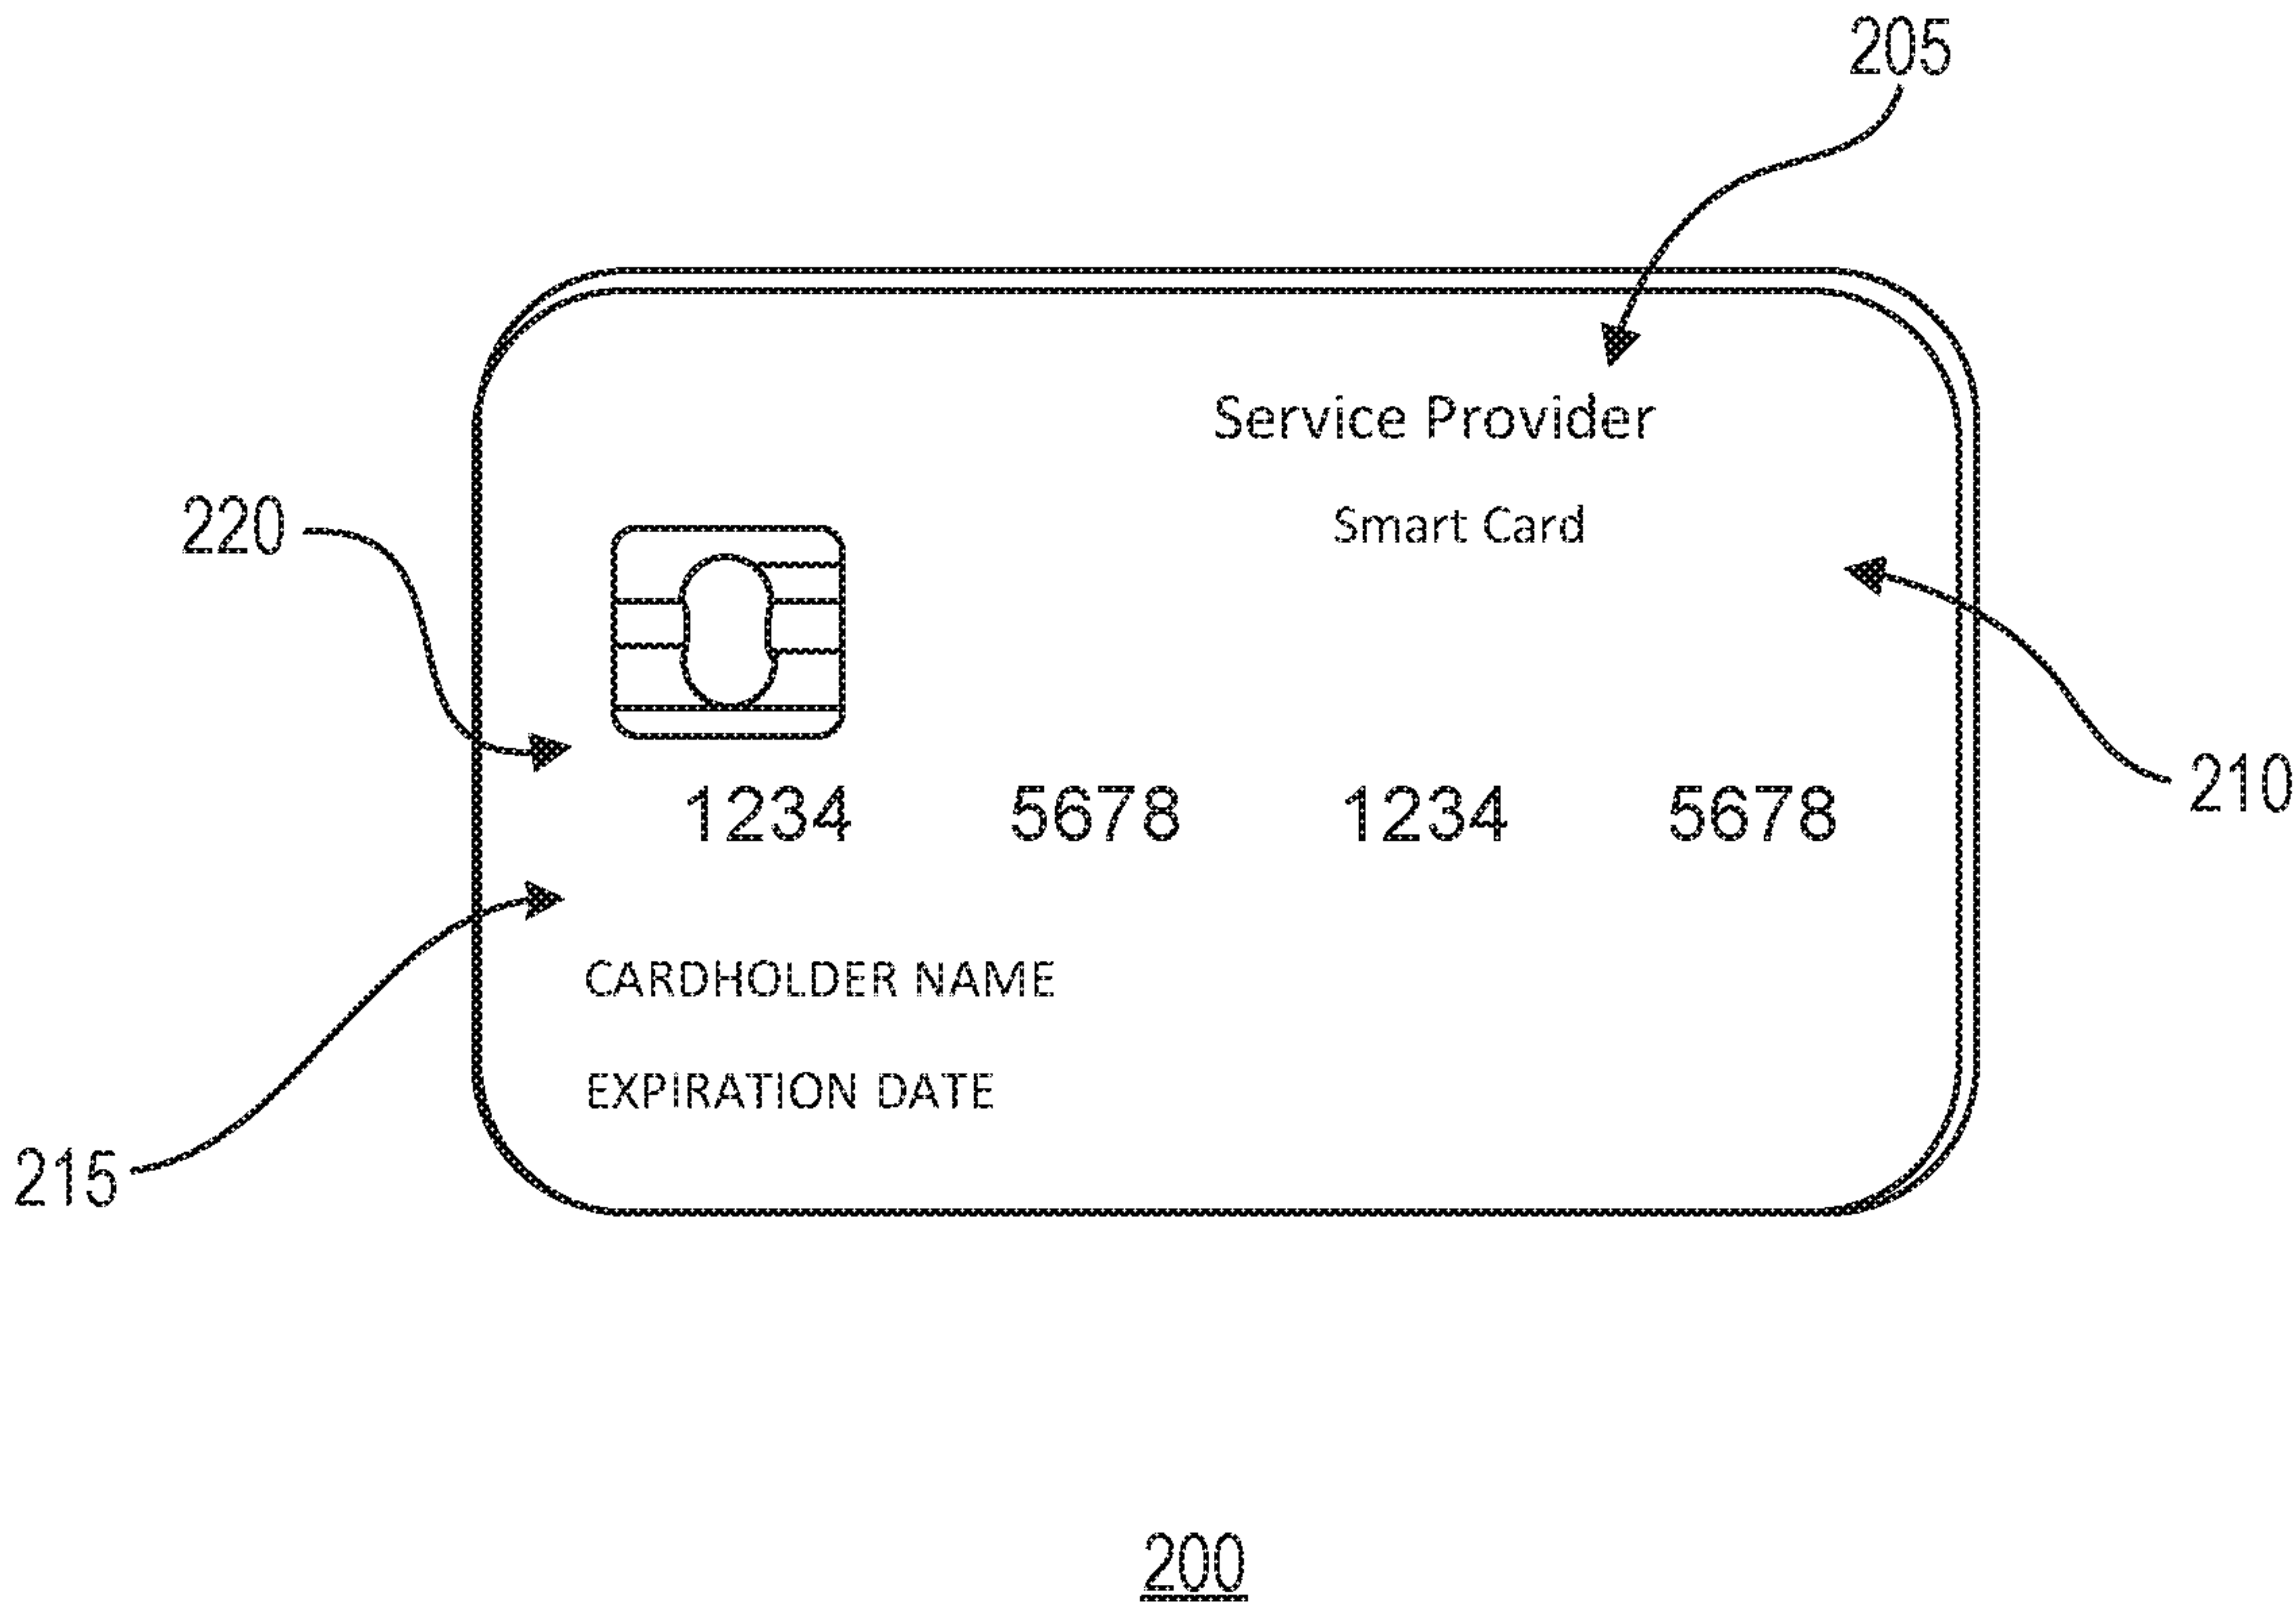 205
Service Provider
220
Smart Card
210
1234 5678 1234 5678
CARDHOLDER NAME
EXPIRATION DATE
215
200